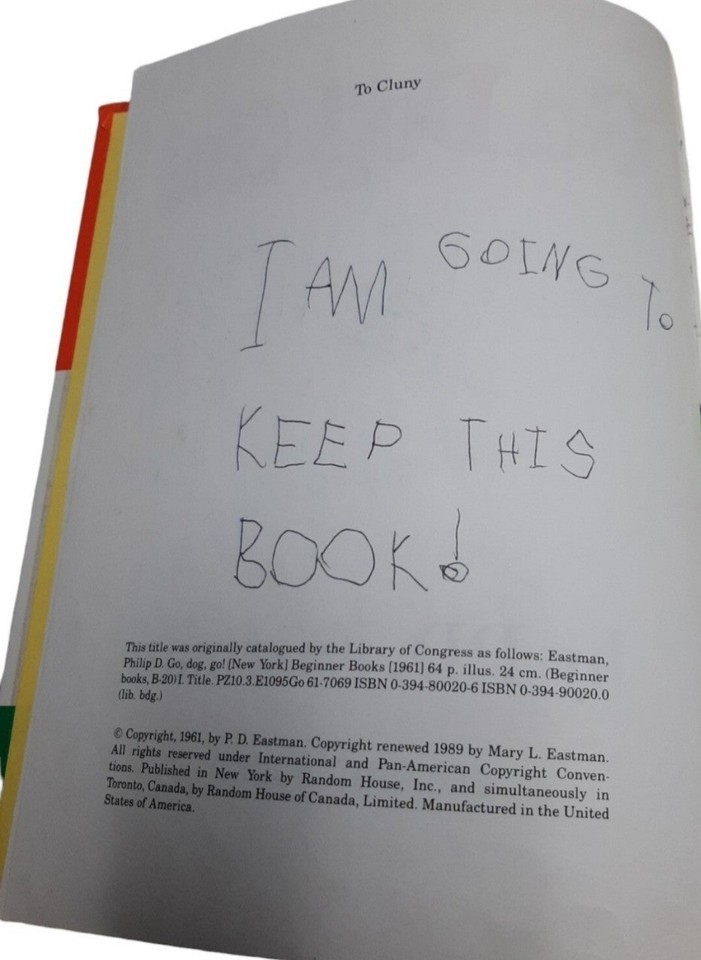 To Cluny
I AM GOING To
KEEP THIS
BOOK!
This title was originally catalogued by the Library of Congress as follows: Eastman,
Philip D. Go, dog, go! [New York] Beginner Books [1961] 64 p. illus. 24 cm. (Beginner
books, B-20) I. Title. PZ10.3.E1095Go 61-7069 ISBN 0-394-80020-6 ISBN 0-394-90020.0
(lib. bdg.)
© Copyright, 1961, by P. D. Eastman. Copyright renewed 1989 by Mary L. Eastman.
All rights reserved under International and Pan-American Copyright Conven-
tions. Published in New York by Random House, Inc., and simultaneously in
Toronto, Canada, by Random House of Canada, Limited. Manufactured in the United
States of America.